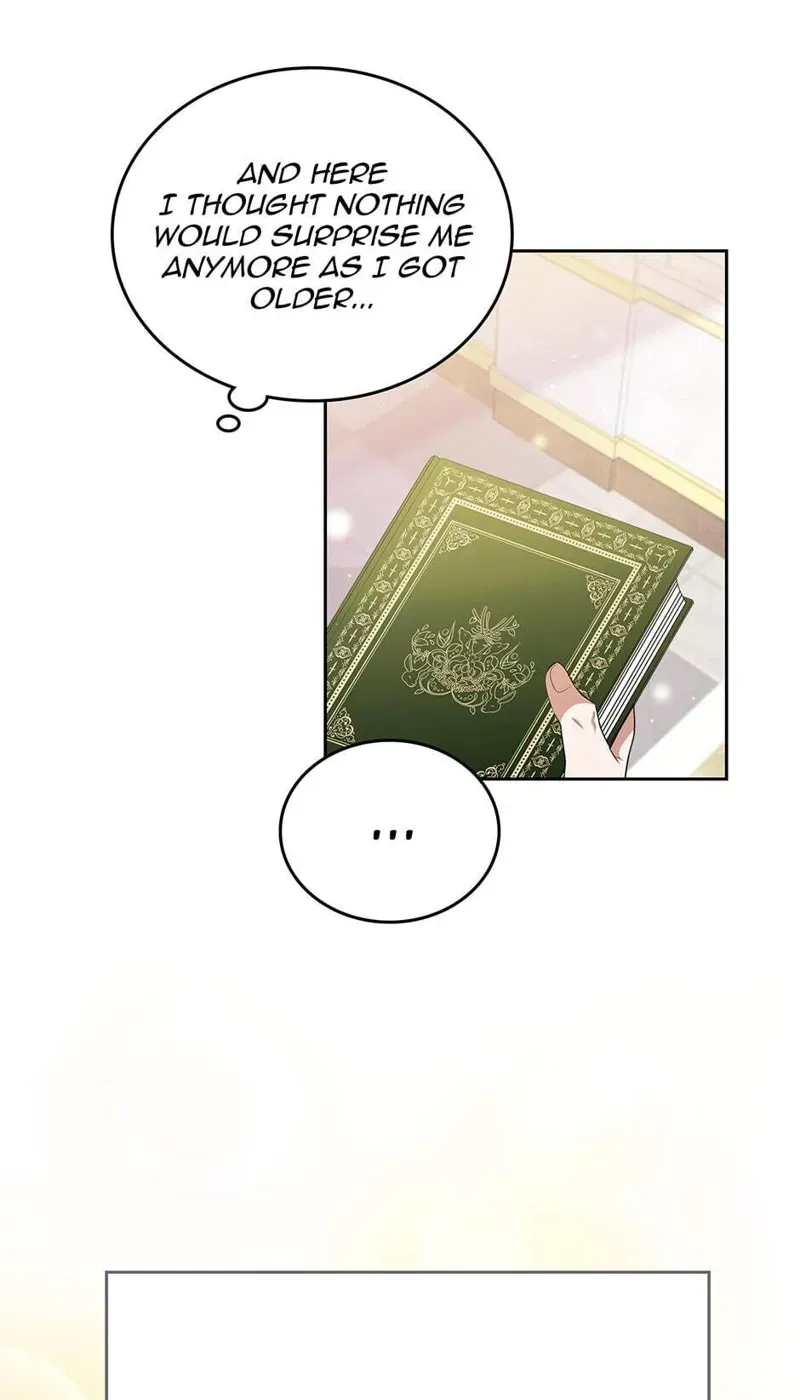 AND HERE
I THOUGHT NOTHING
WOULD SURPRISE ME
ANYMORE AS I GOT
OLDER...
...